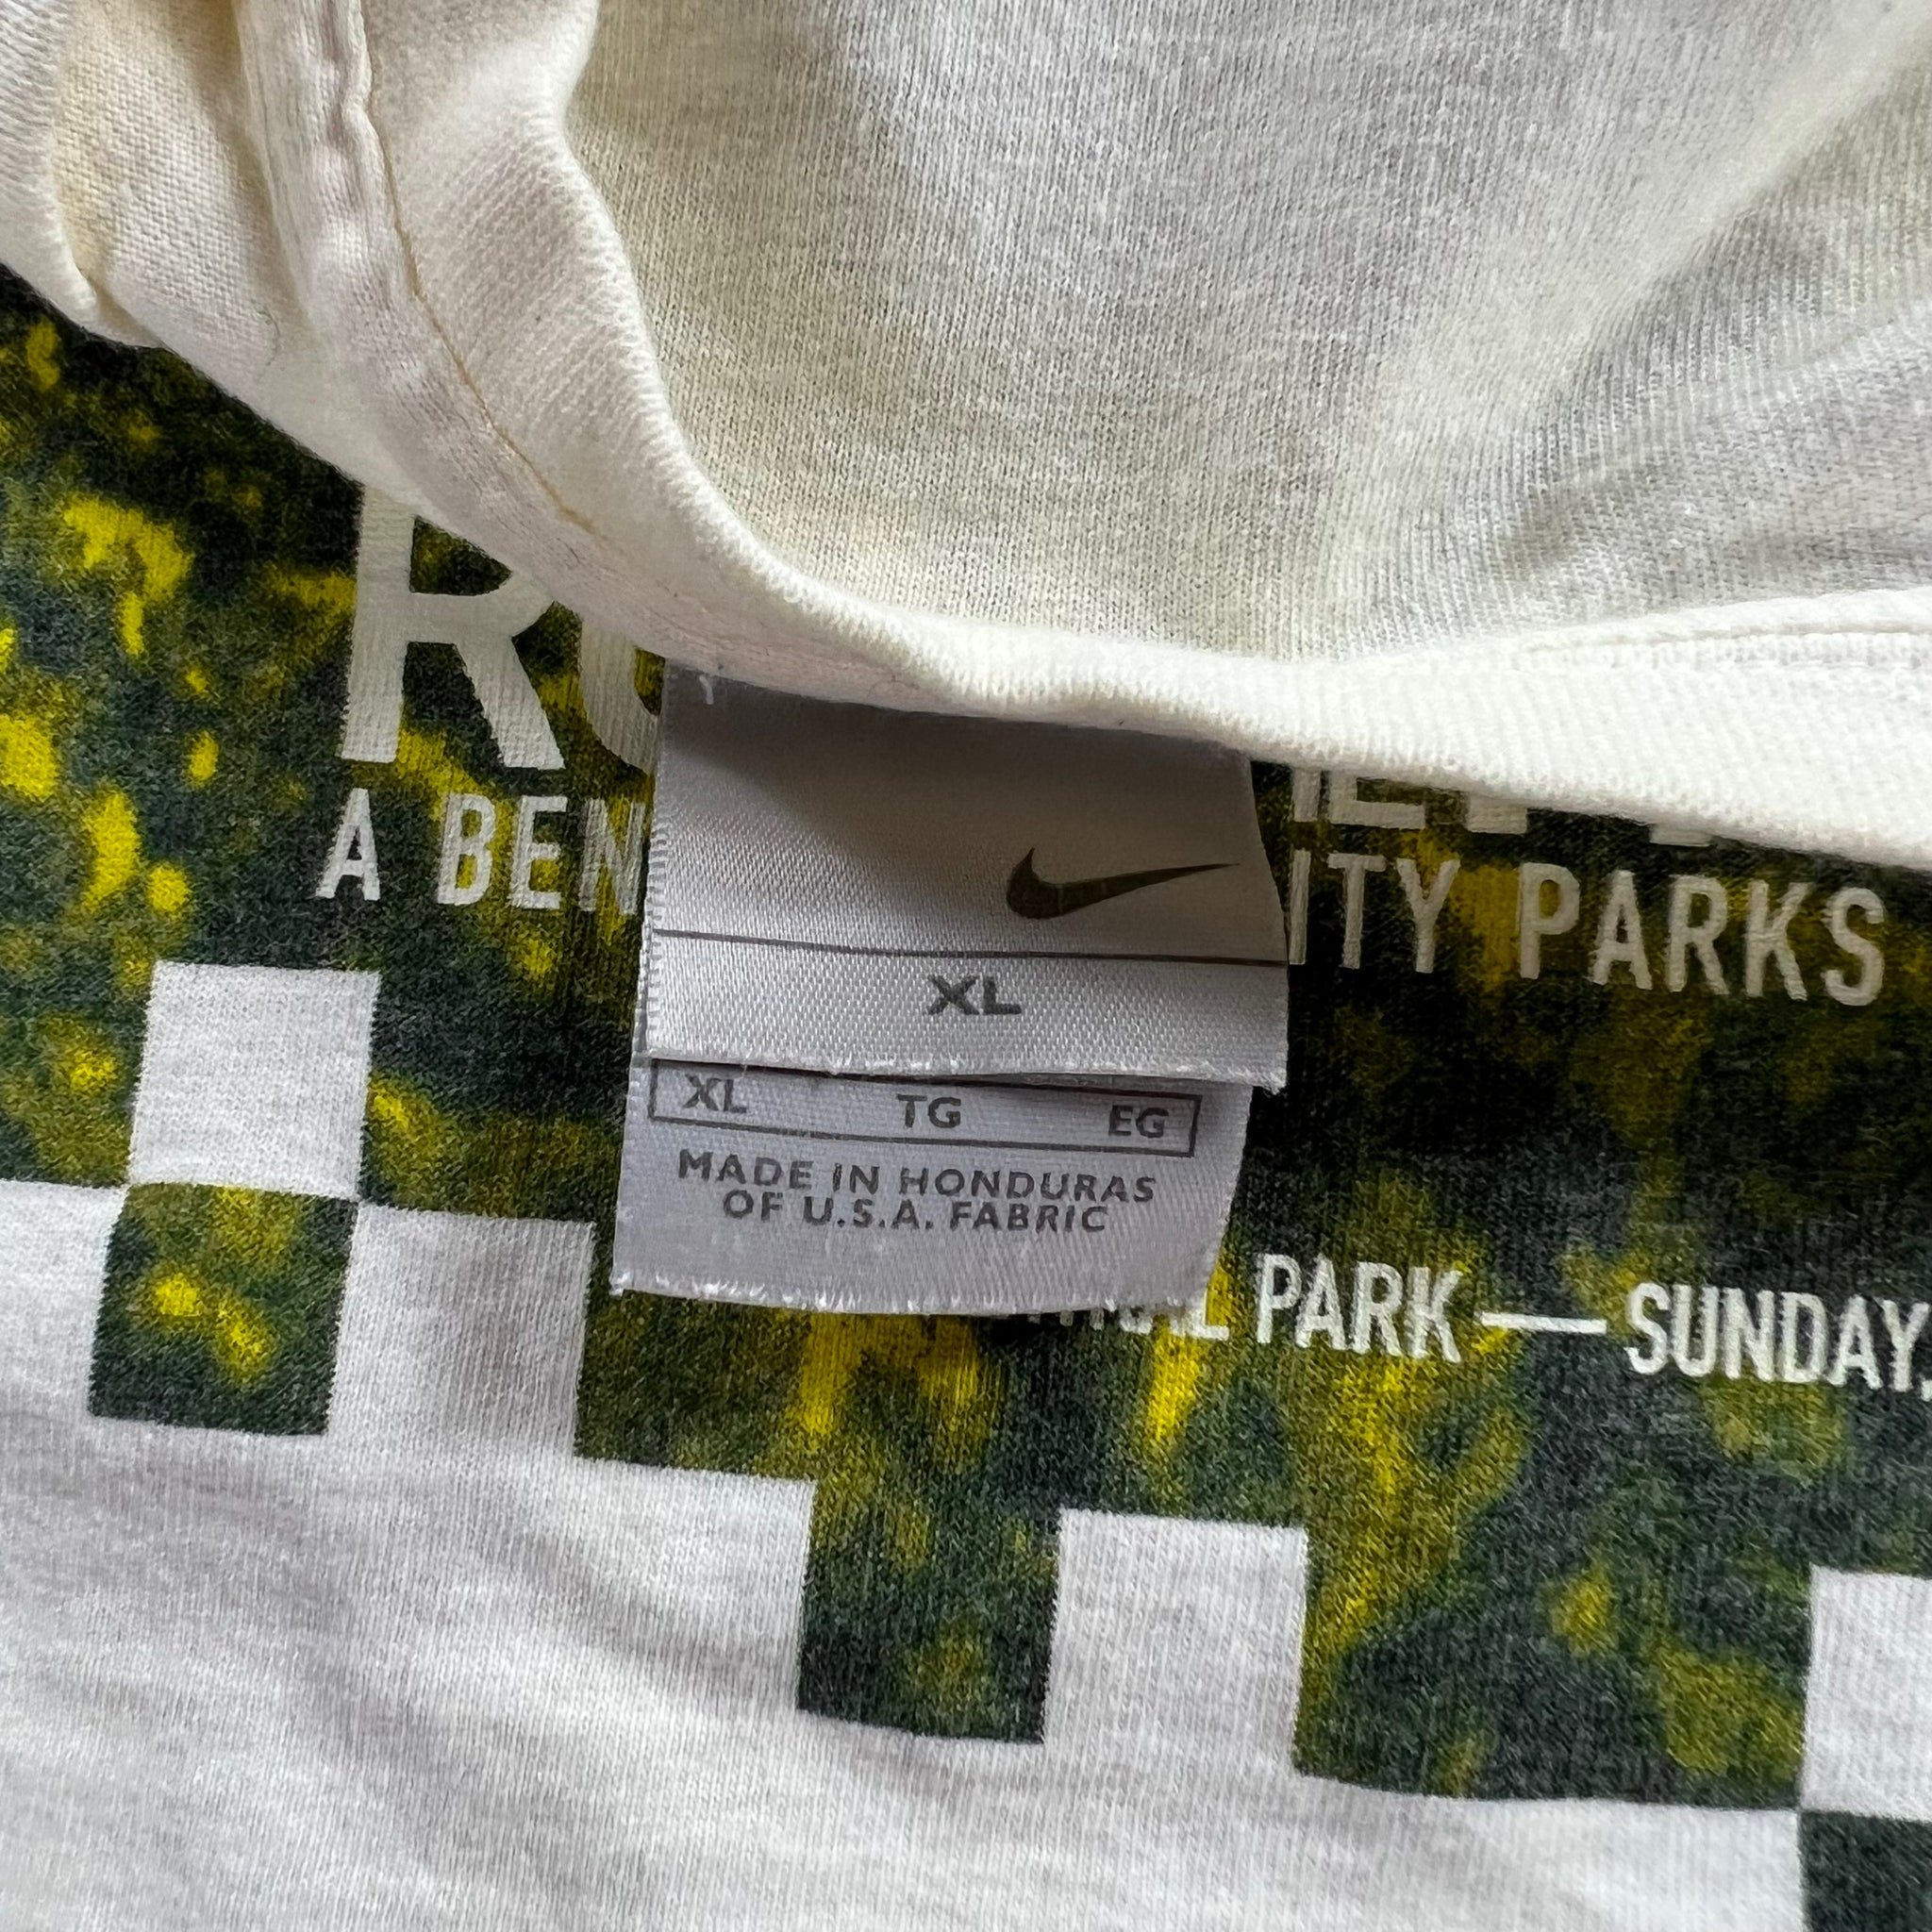 A BEN
ITY PARKS
XL
XL TG EG
MADE IN HONDURAS
OF U.S.A. FABRIC
PARK — SUNDAY,